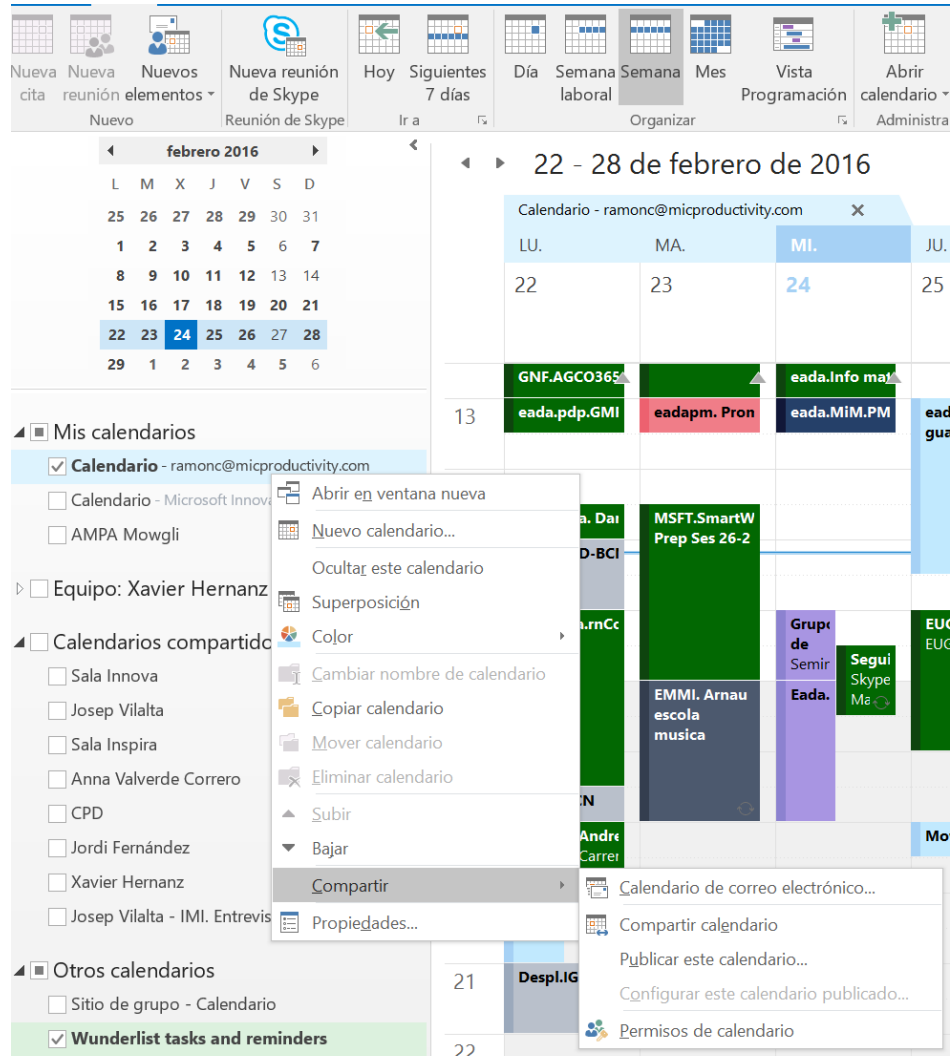 Nueva cita
Nueva reunión
Nuevos elementos
Nueva reunión de Skype
Hoy
Siguientes 7 días
Día
Semana laboral
Semana
Mes
Vista Programación
Abrir calendario
Nuevo
Reunión de Skype
Ir a
Organizar
Administra
febrero 2016
L M X J V S D
25 26 27 28 29 30 31
1 2 3 4 5 6 7
8 9 10 11 12 13 14
15 16 17 18 19 20 21
22 23 24 25 26 27 28
29 1 2 3 4 5 6
Mis calendarios
Calendario - ramonc@micproductivity.com
Calendario - Microsoft Innova
AMPA Mowgli
Equipo: Xavier Hernanz
Calendarios compartido
Sala Innova
Josep Vilalta
Sala Inspira
Anna Valverde Correro
CPD
Jordi Fernández
Xavier Hernanz
Josep Vilalta - IMI. Entrevis
Otros calendarios
Sitio de grupo - Calendario
Wunderlist tasks and reminders
22 - 28 de febrero de 2016
Calendario - ramonc@micproductivity.com
LU. MA. MI. JU.
22 23 24 25
GNF.AGCO365
eada.Info mat
13
eada.pdp.GMI
eadapm. Pron
eada.MiM.PM
ead
gua
a. Dar
D-BCI
MSFT.SmartW
Prep Ses 26-2
a.rnCc
Grupo
de
Semir
Segui
Skype
Ma
EUG
EUG
EMMI. Arnau
escola
musica
Eada.
CN
Andre
Carrer
Mo
21
Despl.IG
22
Abrir en ventana nueva
Nuevo calendario...
Ocultar este calendario
Superposición
Color
Cambiar nombre de calendario
Copiar calendario
Mover calendario
Eliminar calendario
Subir
Bajar
Compartir
Propiedades...
Calendario de correo electrónico...
Compartir calendario
Publicar este calendario...
Configurar este calendario publicado...
Permisos de calendario